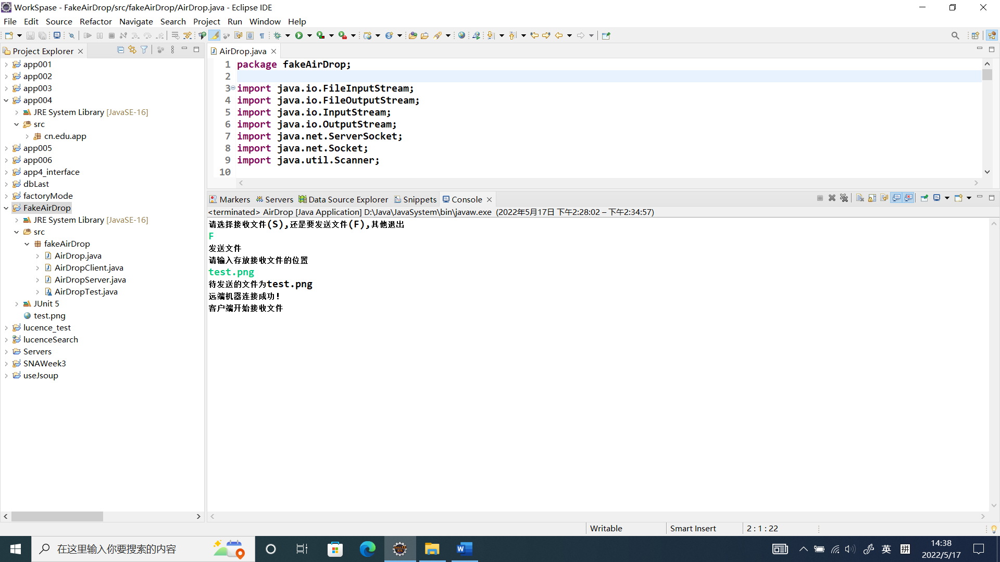 WorkSpase - FakeAirDrop/src/fakeAirDrop/AirDrop.java - Eclipse IDE
File Edit Source Refactor Navigate Search Project Run Window Help
Project Explorer
app001
app002
app003
app004
JRE System Library [JavaSE-16]
src
cn.edu.app
app005
app006
app4_interface
dbLast
factoryMode
FakeAirDrop
JRE System Library [JavaSE-16]
src
fakeAirDrop
AirDrop.java
AirDropClient.java
AirDropServer.java
AirDropTest.java
JUnit 5
test.png
lucence_test
lucenceSearch
Servers
SNAWeek3
useJsoup
AirDrop.java
1 package fakeAirDrop;
2
3 import java.io.FileInputStream;
4 import java.io.FileOutputStream;
5 import java.io.InputStream;
6 import java.io.OutputStream;
7 import java.net.ServerSocket;
8 import java.net.Socket;
9 import java.util.Scanner;
10
Markers Servers Data Source Explorer Snippets Console
<terminated> AirDrop [Java Application] D:\Java\JavaSystem\bin\javaw.exe (2022年5月17日 下午2:28:02 – 下午2:34:57)
请选择接收文件(S),还是要发送文件(F),其他退出
F
发送文件
请输入存放接收文件的位置
test.png
待发送的文件为test.png
远端机器连接成功!
客户端开始接收文件
Writable Smart Insert 2 : 1 : 22
在这里输入你要搜索的内容
英 拼
14:38
2022/5/17